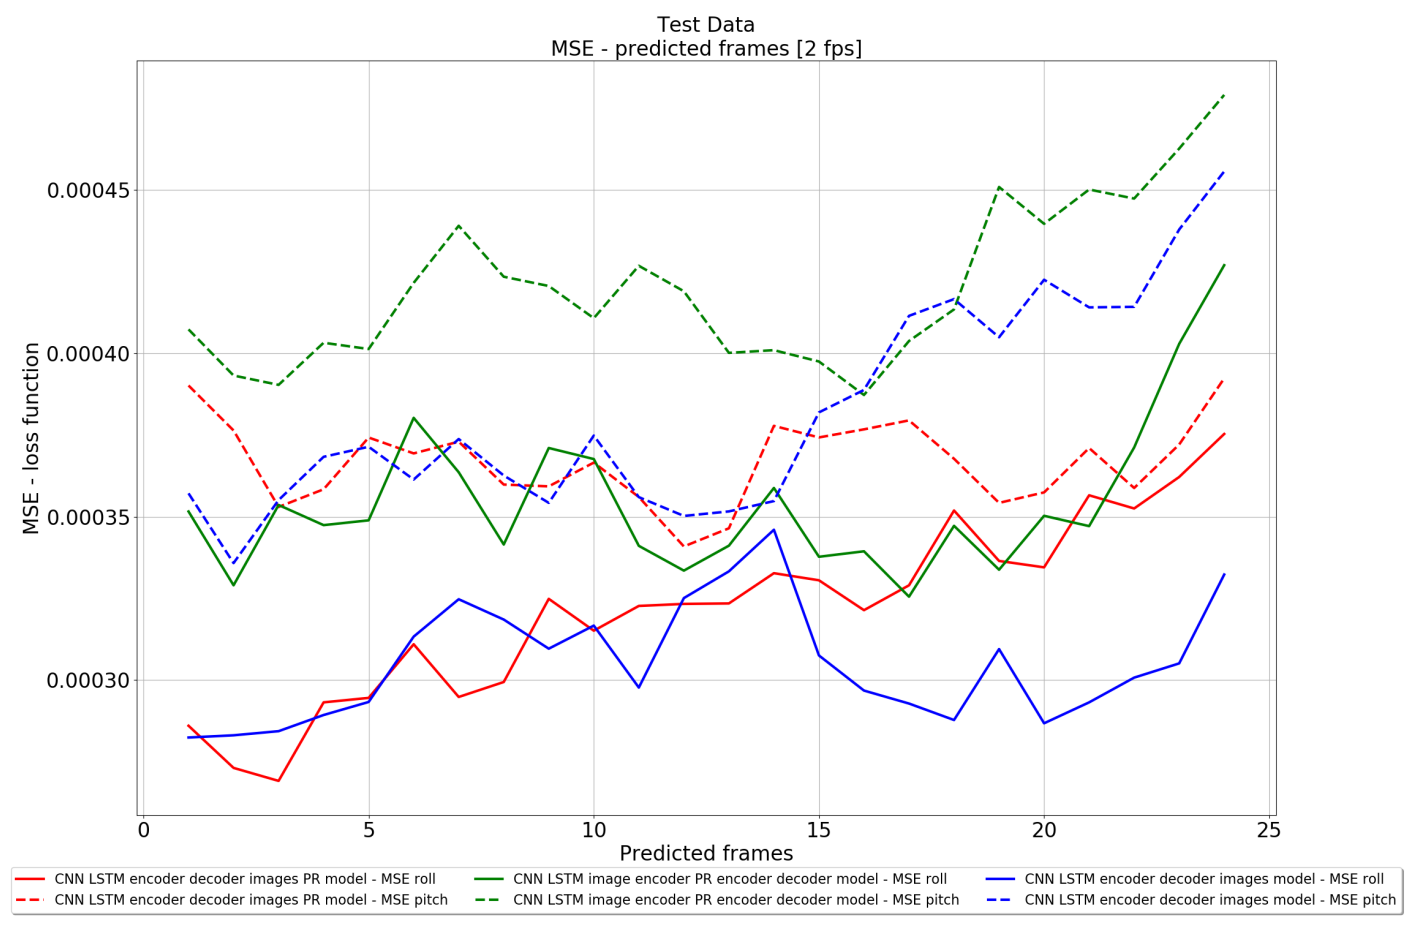 Test Data
MSE - predicted frames [2 fps]
MSE - loss function
0.00045
0.00040
0.00035
0.00030
0 5 10 15 20 25
Predicted frames
CNN LSTM encoder decoder images PR model - MSE roll
CNN LSTM encoder decoder images PR model - MSE pitch
CNN LSTM image encoder PR encoder decoder model - MSE roll
CNN LSTM image encoder PR encoder decoder model - MSE pitch
CNN LSTM encoder decoder images model - MSE roll
CNN LSTM encoder decoder images model - MSE pitch